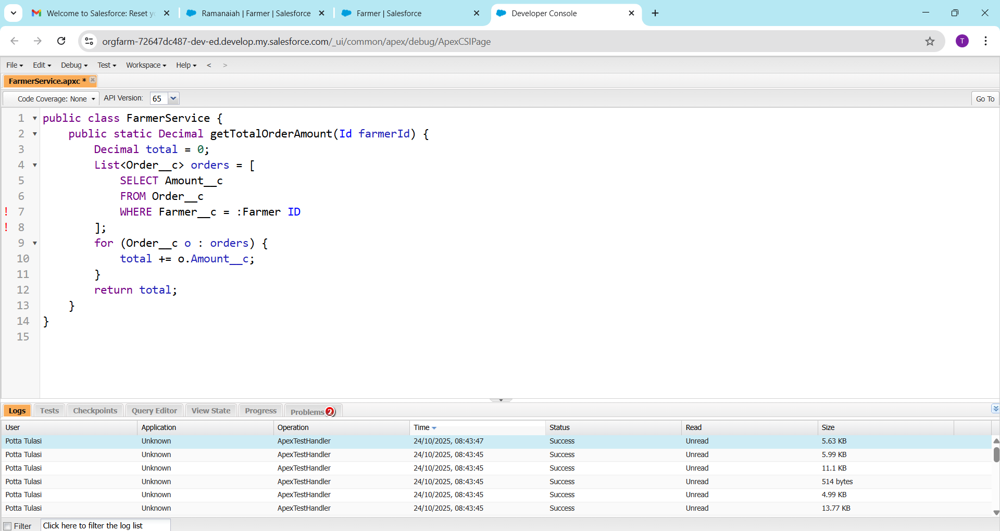 Welcome to Salesforce: Reset yo
Ramanaiah | Farmer | Salesforce
Farmer | Salesforce
Developer Console
orgfarm-72647dc487-dev-ed.develop.my.salesforce.com/_ui/common/apex/debug/ApexCSIPage
T
File Edit Debug Test Workspace Help < >
FarmerService.apxc *
Code Coverage: None API Version: 65 Go To
1 public class FarmerService {
2 public static Decimal getTotalOrderAmount(Id farmerId) {
3 Decimal total = 0;
4 List<Order__c> orders = [
5 SELECT Amount__c
6 FROM Order__c
! 7 WHERE Farmer__c = :Farmer ID
! 8 ];
9 for (Order__c o : orders) {
10 total += o.Amount__c;
11 }
12 return total;
13 }
14 }
15
Logs Tests Checkpoints Query Editor View State Progress Problems 2
User Application Operation Time Status Read Size
Potta Tulasi Unknown ApexTestHandler 24/10/2025, 08:43:47 Success Unread 5.63 KB
Potta Tulasi Unknown ApexTestHandler 24/10/2025, 08:43:45 Success Unread 5.99 KB
Potta Tulasi Unknown ApexTestHandler 24/10/2025, 08:43:45 Success Unread 11.1 KB
Potta Tulasi Unknown ApexTestHandler 24/10/2025, 08:43:45 Success Unread 514 bytes
Potta Tulasi Unknown ApexTestHandler 24/10/2025, 08:43:45 Success Unread 4.99 KB
Potta Tulasi Unknown ApexTestHandler 24/10/2025, 08:43:45 Success Unread 13.77 KB
Filter Click here to filter the log list